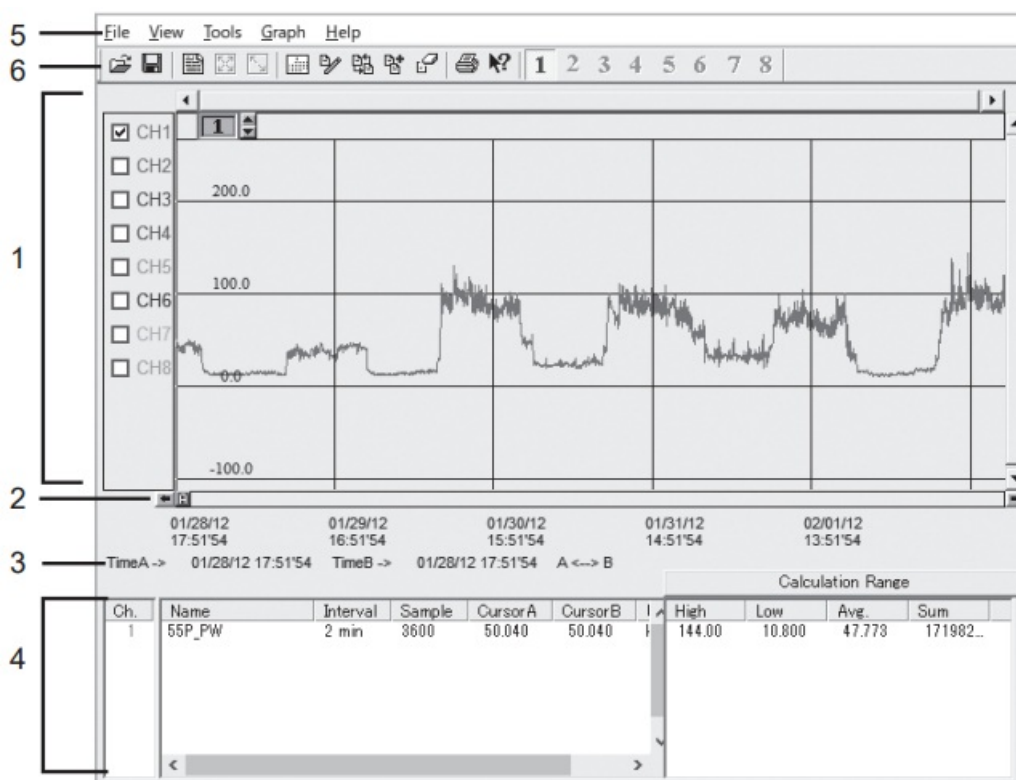 5 File View Tools Graph Help
6 1 2 3 4 5 6 7 8
1
1
CH1
CH2
CH3
CH4
CH5
CH6
CH7
CH8
200.0
100.0
0.0
-100.0
2
01/28/12 01/29/12 01/30/12 01/31/12 02/01/12
17:51'54 16:51'54 15:51'54 14:51'54 13:51'54
3 TimeA -> 01/28/12 17:51'54 TimeB -> 01/28/12 17:51'54 A <--> B
Calculation Range
4
Ch. Name Interval Sample CursorA CursorB High Low Avg. Sum
1 55P_PW 2 min 3600 50.040 50.040 144.00 10.800 47.773 171982...